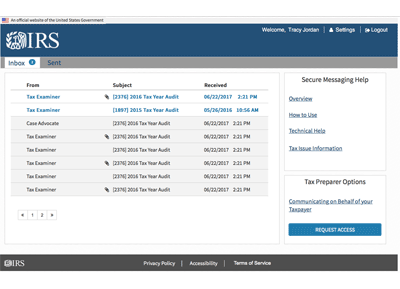 An official website of the United States Government
IRS
Welcome, Tracy Jordan | Settings | Logout
Inbox 2 Sent
From Subject Received
Tax Examiner [2376] 2016 Tax Year Audit 06/22/2017 2:21 PM
Tax Examiner [1897] 2015 Tax Year Audit 05/26/2016 10:56 AM
Case Advocate [2376] 2016 Tax Year Audit 06/22/2017 2:21 PM
Tax Examiner [2376] 2016 Tax Year Audit 06/22/2017 2:21 PM
Tax Examiner [2376] 2016 Tax Year Audit 06/22/2017 2:21 PM
Tax Examiner [2376] 2016 Tax Year Audit 06/22/2017 2:21 PM
Tax Examiner [2376] 2016 Tax Year Audit 06/22/2017 2:21 PM
Tax Examiner [2376] 2016 Tax Year Audit 06/22/2017 2:21 PM
« 1 2 »
Secure Messaging Help
Overview
How to Use
Technical Help
Tax Issue Information
Tax Preparer Options
Communicating on Behalf of your
Taxpayer
REQUEST ACCESS
IRS
Privacy Policy | Accessibility | Terms of Service